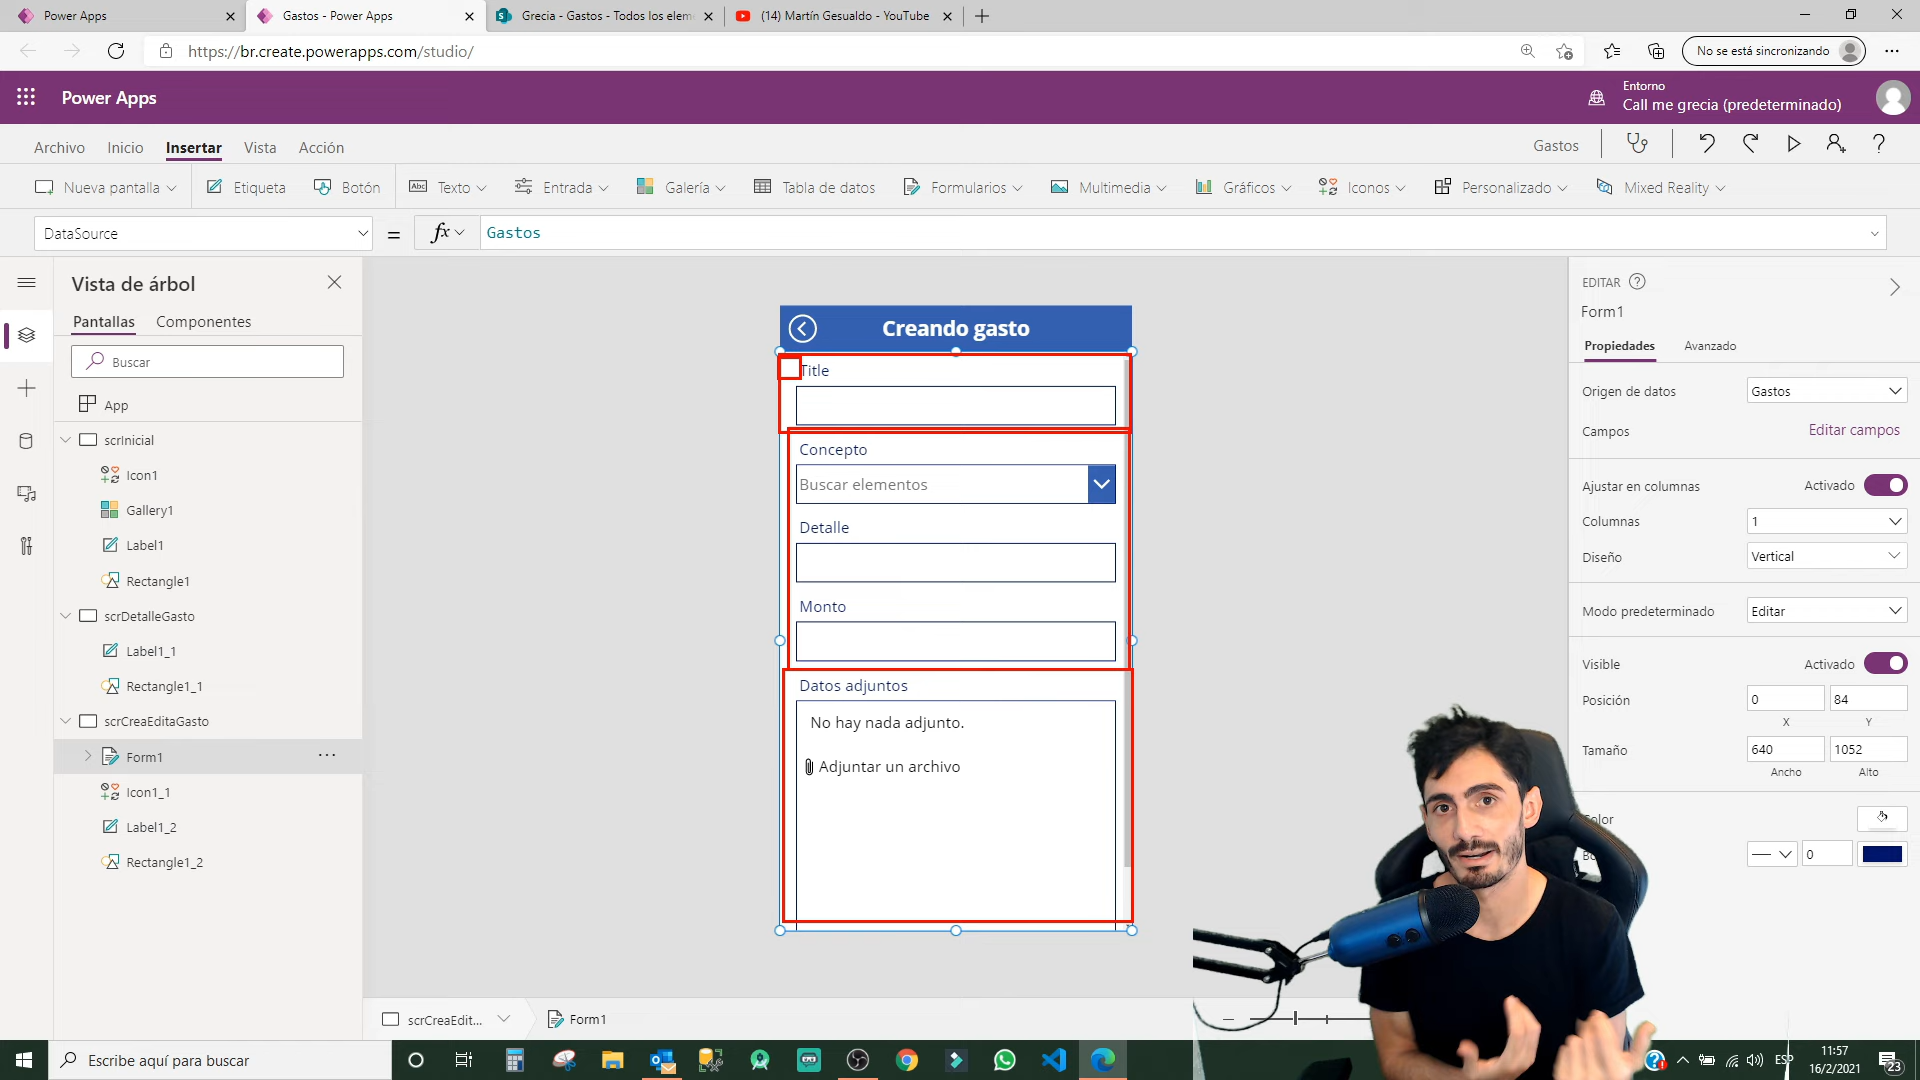 Power Apps
Gastos - Power Apps
Grecia - Gastos - Todos los elem
(14) Martín Gesualdo - YouTube
https://br.create.powerapps.com/studio/
No se está sincronizando
Power Apps
Entorno
Call me grecia (predeterminado)
Archivo
Inicio
Insertar
Vista
Acción
Gastos
Nueva pantalla
Etiqueta
Botón
Abc
Texto
Entrada
Galería
Tabla de datos
Formularios
Multimedia
Gráficos
Iconos
Personalizado
Mixed Reality
DataSource
=
fx
Gastos
Vista de árbol
Pantallas
Componentes
Buscar
App
scrInicial
Icon1
Gallery1
Label1
Rectangle1
scrDetalleGasto
Label1_1
Rectangle1_1
scrCreaEditaGasto
Form1
Icon1_1
Label1_2
Rectangle1_2
Creando gasto
Title
Concepto
Buscar elementos
Detalle
Monto
Datos adjuntos
No hay nada adjunto.
Adjuntar un archivo
EDITAR
Form1
Propiedades
Avanzado
Origen de datos
Gastos
Campos
Editar campos
Ajustar en columnas
Activado
Columnas
1
Diseño
Vertical
Modo predeterminado
Editar
Visible
Activado
Posición
0
84
X
Y
Tamaño
640
1052
Ancho
Alto
Color
0
scrCreaEdit...
Form1
Escribe aquí para buscar
ESP
11:57
16/2/2021
23